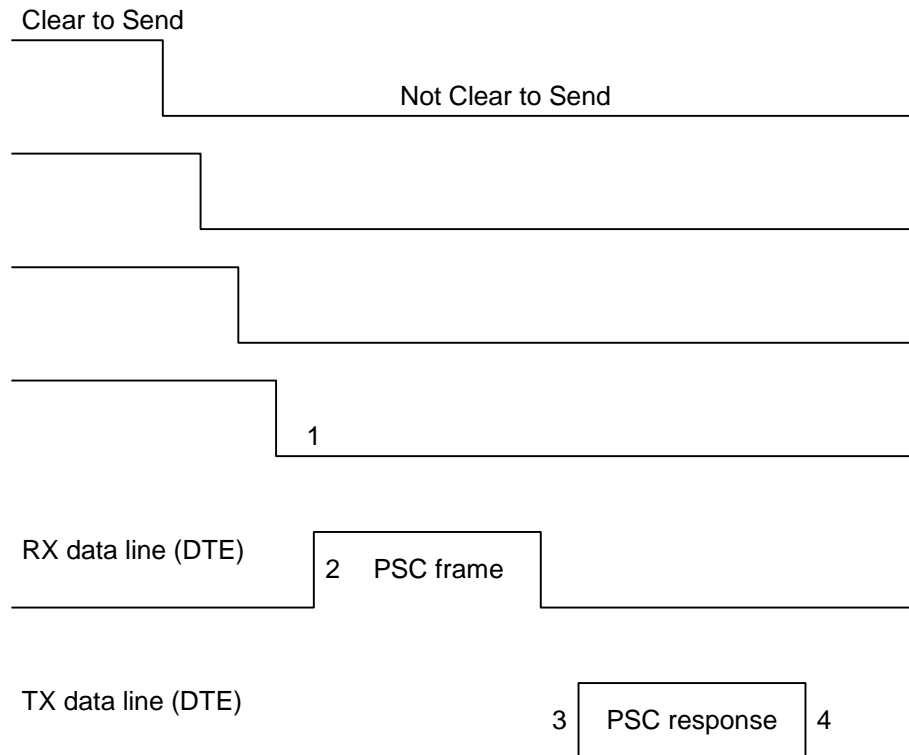 Clear to Send
Not Clear to Send
1
RX data line (DTE)
2 PSC frame
TX data line (DTE)
3 PSC response 4